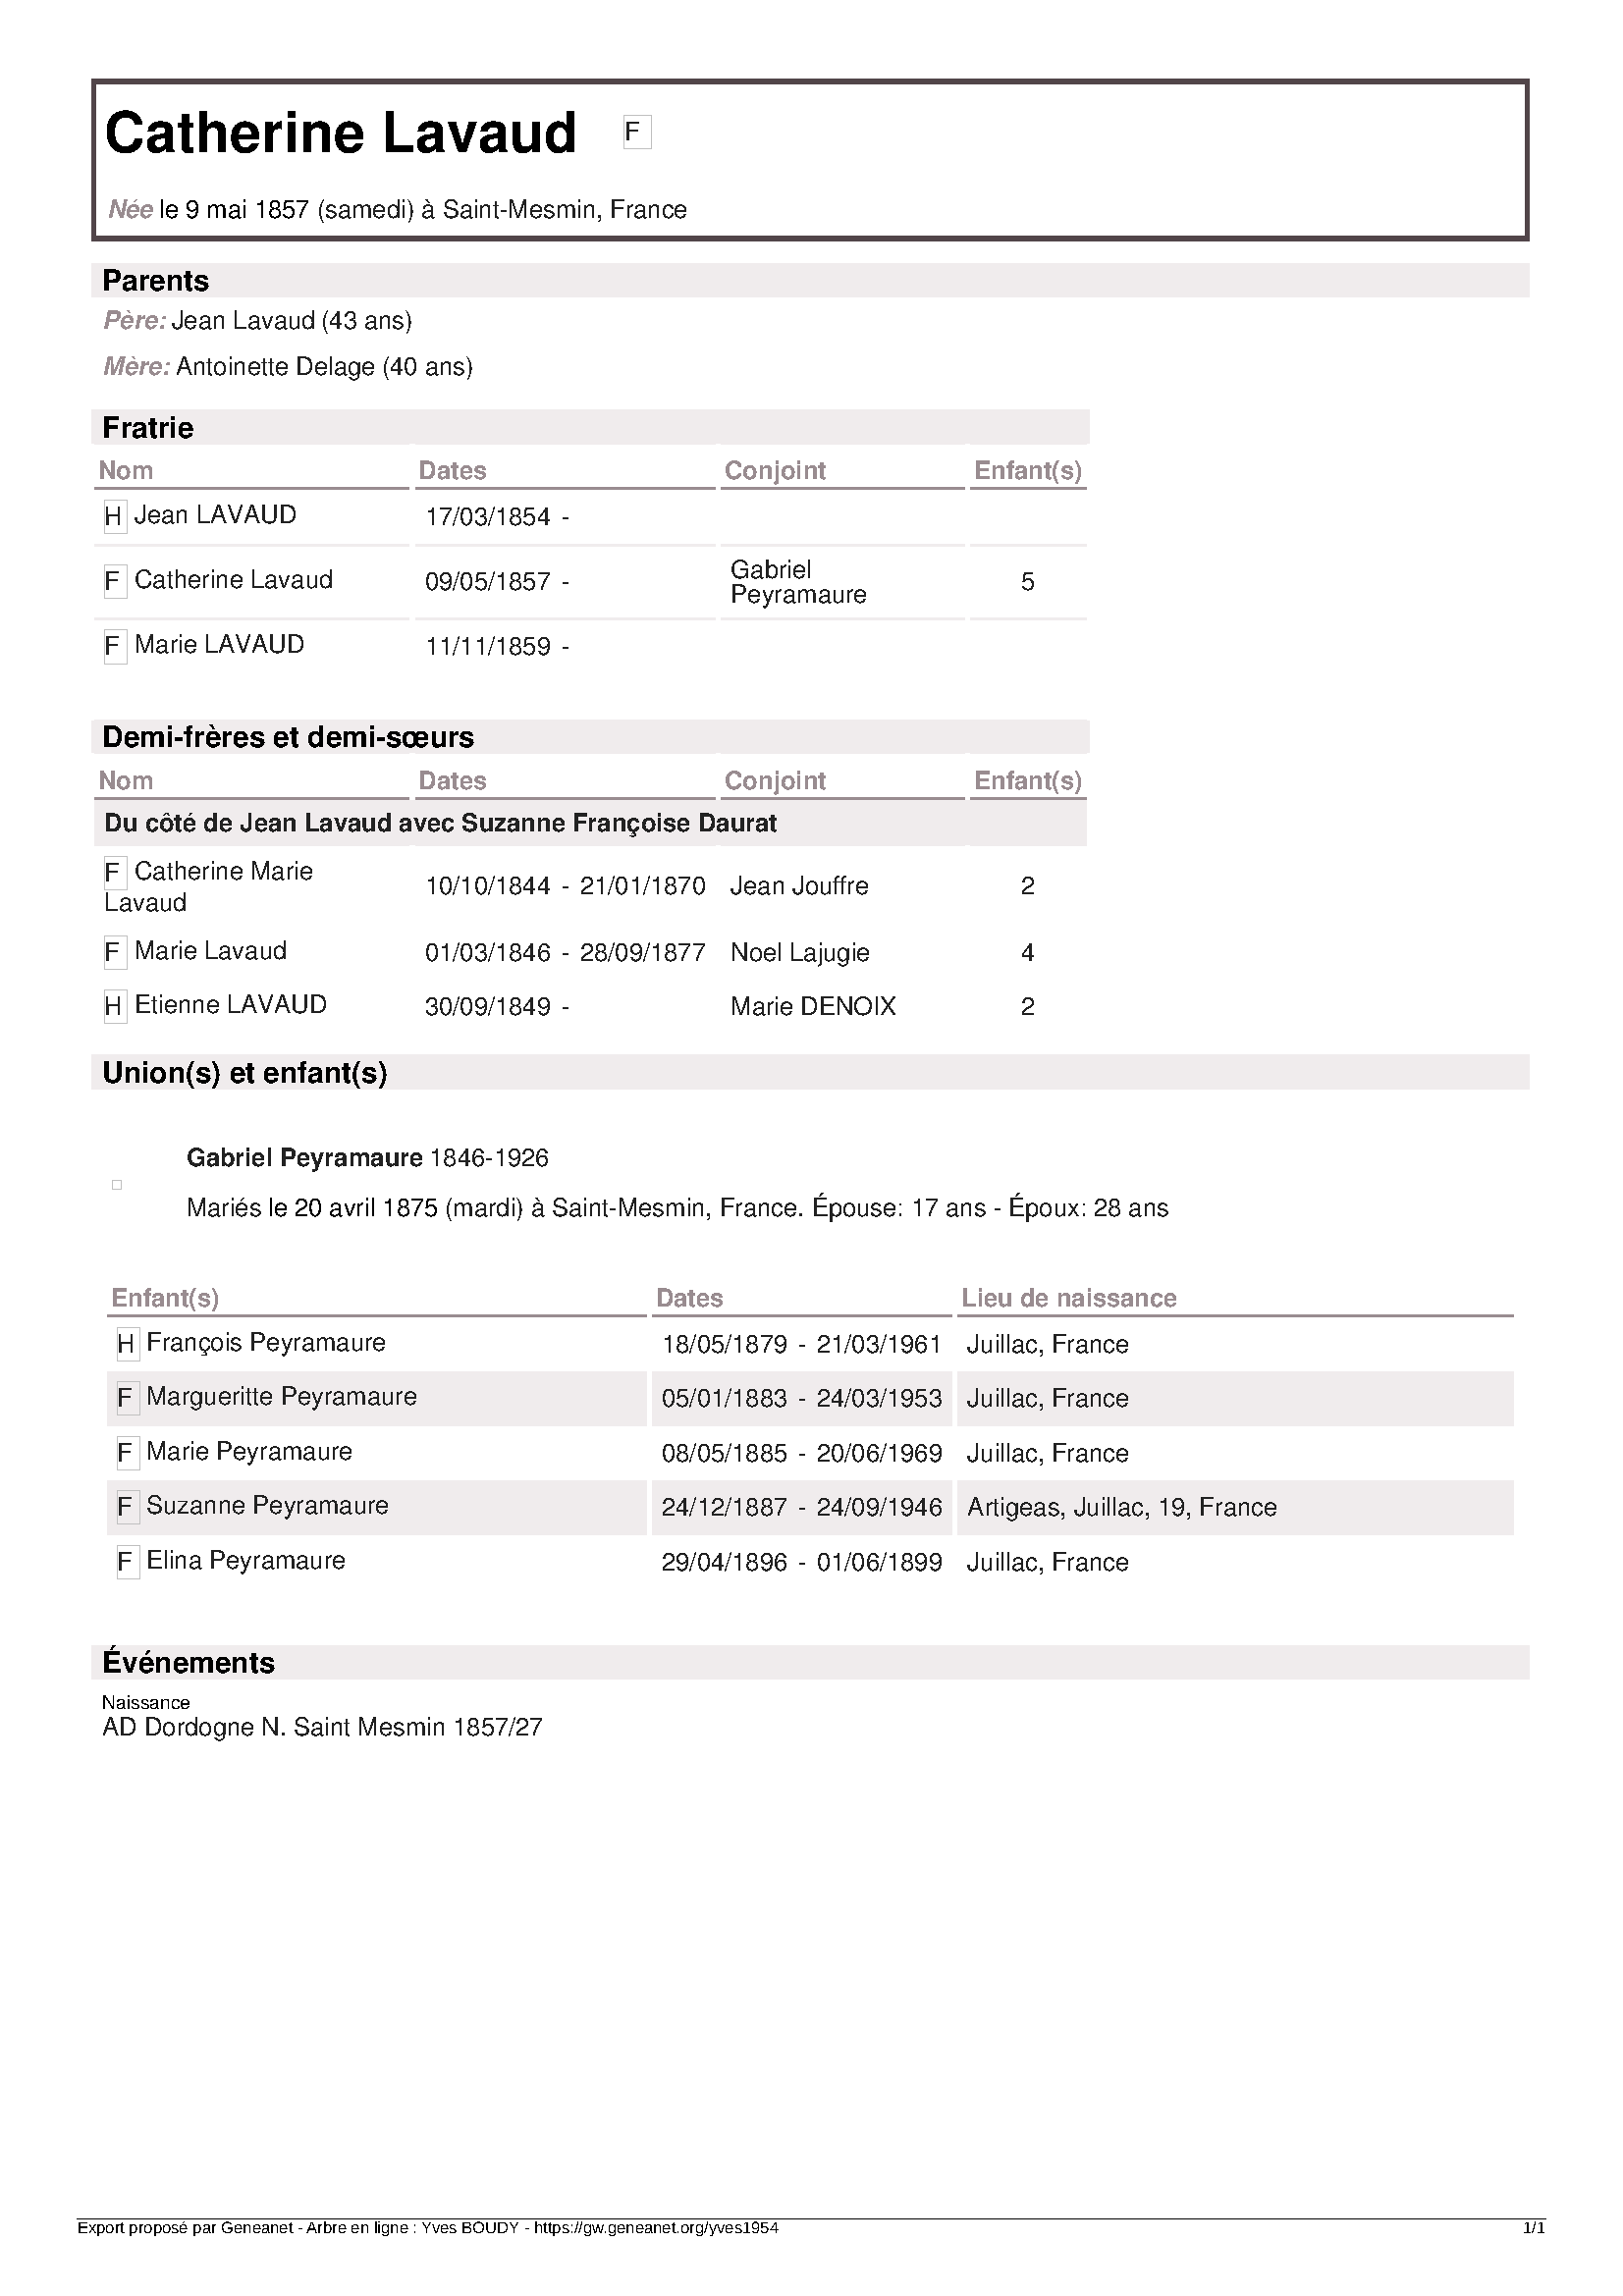 Catherine Lavaud F
Née le 9 mai 1857 (samedi) à Saint-Mesmin, France
Parents
Père: Jean Lavaud (43 ans)
Mère: Antoinette Delage (40 ans)
Fratrie
Nom Dates Conjoint Enfant(s)
H Jean LAVAUD 17/03/1854 -
F Catherine Lavaud 09/05/1857 - Gabriel Peyramaure 5
F Marie LAVAUD 11/11/1859 -
Demi-frères et demi-sœurs
Nom Dates Conjoint Enfant(s)
Du côté de Jean Lavaud avec Suzanne Françoise Daurat
F Catherine Marie Lavaud 10/10/1844 - 21/01/1870 Jean Jouffre 2
F Marie Lavaud 01/03/1846 - 28/09/1877 Noel Lajugie 4
H Etienne LAVAUD 30/09/1849 - Marie DENOIX 2
Union(s) et enfant(s)
Gabriel Peyramaure 1846-1926
Mariés le 20 avril 1875 (mardi) à Saint-Mesmin, France. Épouse: 17 ans - Époux: 28 ans
Enfant(s) Dates Lieu de naissance
H François Peyramaure 18/05/1879 - 21/03/1961 Juillac, France
F Margueritte Peyramaure 05/01/1883 - 24/03/1953 Juillac, France
F Marie Peyramaure 08/05/1885 - 20/06/1969 Juillac, France
F Suzanne Peyramaure 24/12/1887 - 24/09/1946 Artigeas, Juillac, 19, France
F Elina Peyramaure 29/04/1896 - 01/06/1899 Juillac, France
Événements
Naissance
AD Dordogne N. Saint Mesmin 1857/27
Export proposé par Geneanet - Arbre en ligne : Yves BOUDY - https://gw.geneanet.org/yves1954 1/1